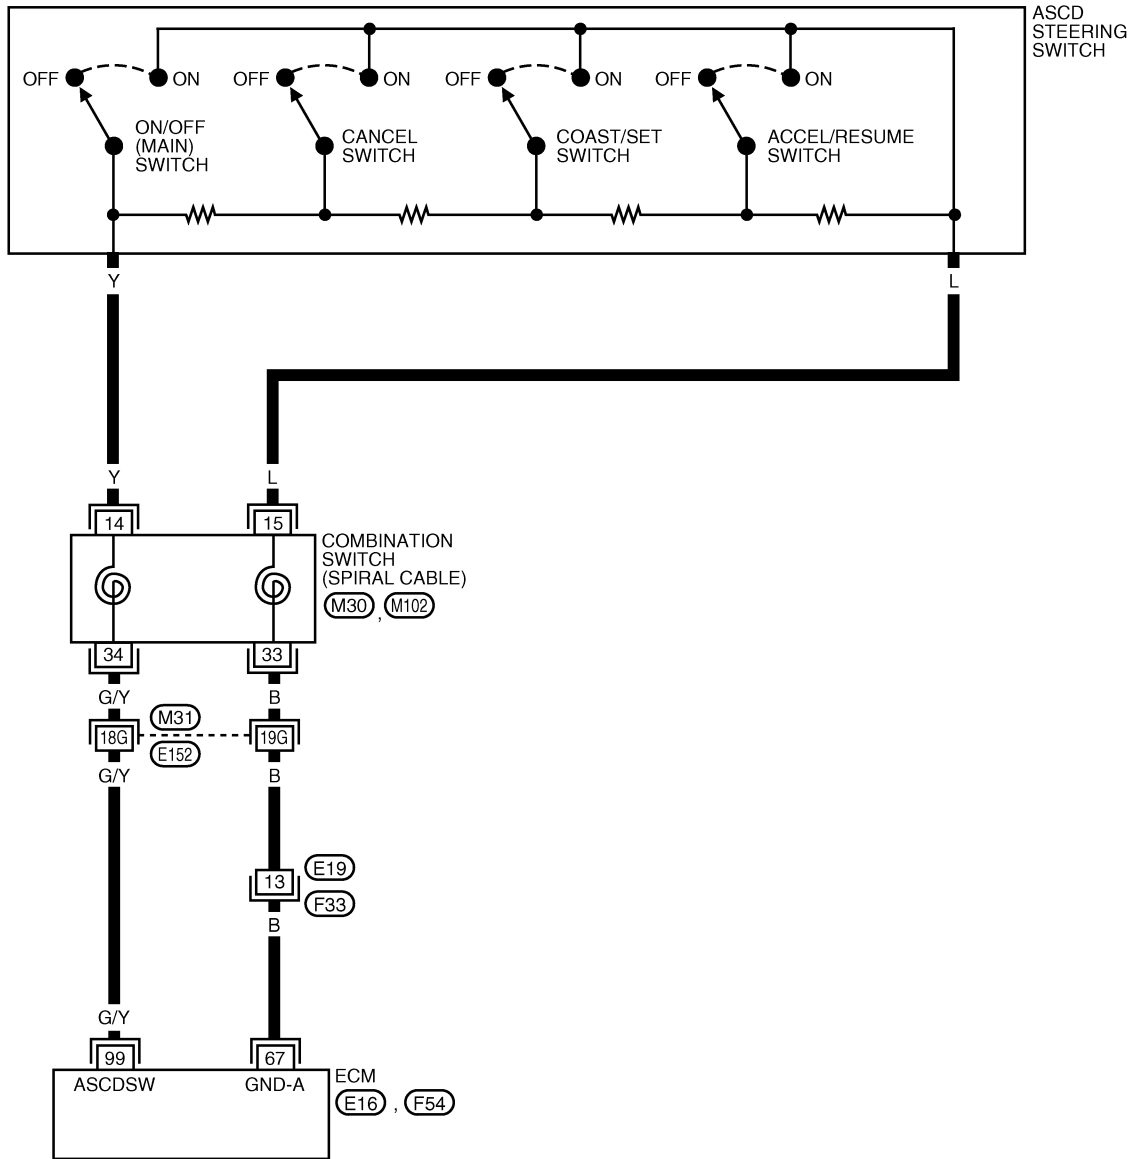 ASCD
STEERING
SWITCH
OFF ON OFF ON OFF ON OFF ON
ON/OFF
(MAIN)
SWITCH
CANCEL
SWITCH
COAST/SET
SWITCH
ACCEL/RESUME
SWITCH
Y L
Y L
14 15
COMBINATION
SWITCH
(SPIRAL CABLE)
M30 , M102
34 33
G/Y B
M31
18G 19G
E152
G/Y B
E19
13
F33
B
G/Y
99 67
ASCDSW GND-A
ECM
E16 , F54